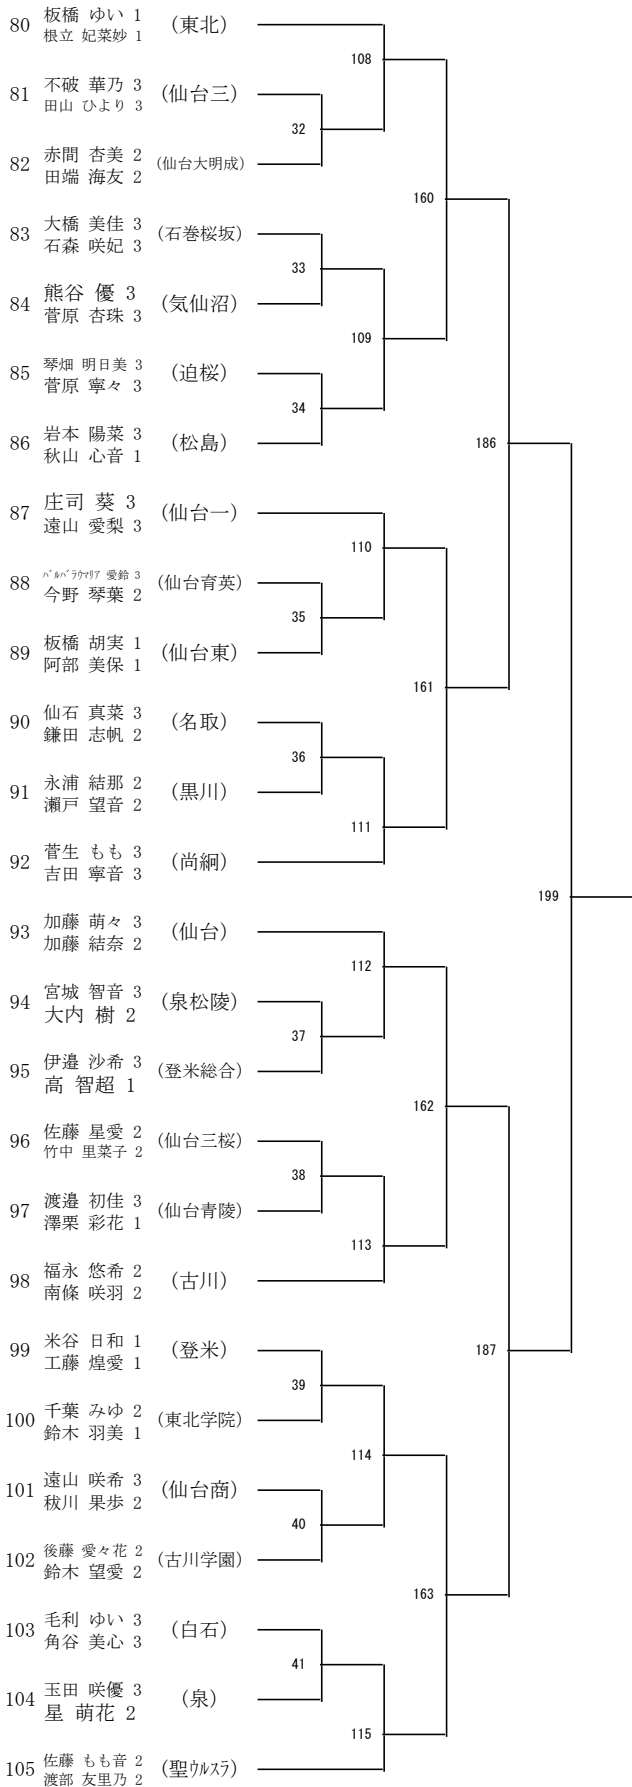 80 板橋 ゆい 1 (東北)
根立 妃菜妙 1
108
81 不破 華乃 3 (仙台三)
田山 ひより 3
32
82 赤間 杏美 2 (仙台大明成)
田端 海友 2
160
83 大橋 美佳 3 (石巻桜坂)
石森 咲妃 3
33
84 熊谷 優 3 (気仙沼)
菅原 杏珠 3
109
85 琴畑 明日美 3 (迫桜)
菅原 寧々 3
34
86 岩本 陽菜 3 (松島)
秋山 心音 1
186
87 庄司 葵 3 (仙台一)
遠山 愛梨 3
110
88 ﾊﾞﾙﾊﾞﾗｳﾏﾘｱ 愛鈴 3 (仙台育英)
今野 琴葉 2
35
89 板橋 胡実 1 (仙台東)
阿部 美保 1
161
90 仙石 真菜 3 (名取)
鎌田 志帆 2
36
91 永浦 結那 2 (黒川)
瀬戸 望音 2
111
92 菅生 もも 3 (尚絅)
吉田 寧音 3
199
93 加藤 萌々 3 (仙台)
加藤 結奈 2
112
94 宮城 智音 3 (泉松陵)
大内 樹 2
37
95 伊邉 沙希 3 (登米総合)
高 智超 1
162
96 佐藤 星愛 2 (仙台三桜)
竹中 里菜子 2
38
97 渡邉 初佳 3 (仙台青陵)
澤栗 彩花 1
113
98 福永 悠希 2 (古川)
南條 咲羽 2
99 米谷 日和 1 (登米)
工藤 煌愛 1
187
39
100 千葉 みゆ 2 (東北学院)
鈴木 羽美 1
114
101 遠山 咲希 3 (仙台商)
秡川 果歩 2
40
102 後藤 愛々花 2 (古川学園)
鈴木 望愛 2
163
103 毛利 ゆい 3 (白石)
角谷 美心 3
41
104 玉田 咲優 3 (泉)
星 萌花 2
115
105 佐藤 もも音 2 (聖ｳﾙｽﾗ)
渡部 友里乃 2